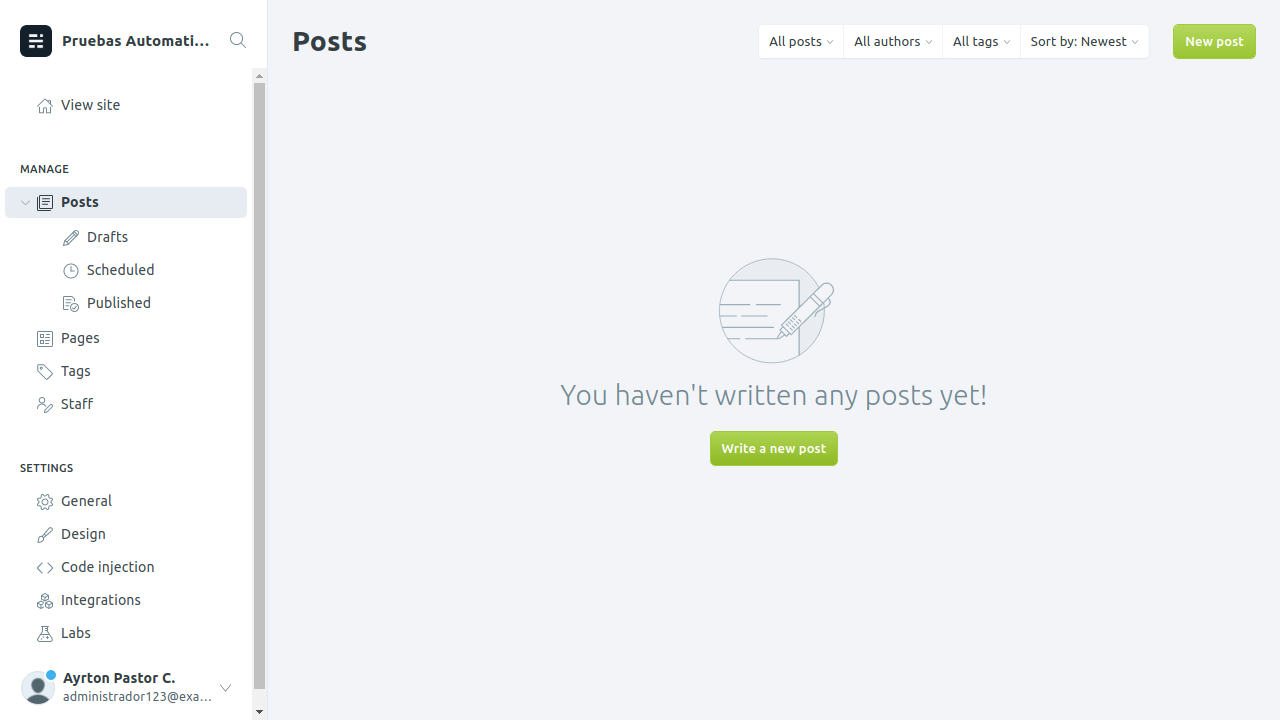 Pruebas Automati...
View site
MANAGE
Posts
Drafts
Scheduled
Published
Pages
Tags
Staff
SETTINGS
General
Design
Code injection
Integrations
Labs
Ayrton Pastor C.
administrador123@exa...
Posts
All posts
All authors
All tags
Sort by: Newest
New post
You haven't written any posts yet!
Write a new post